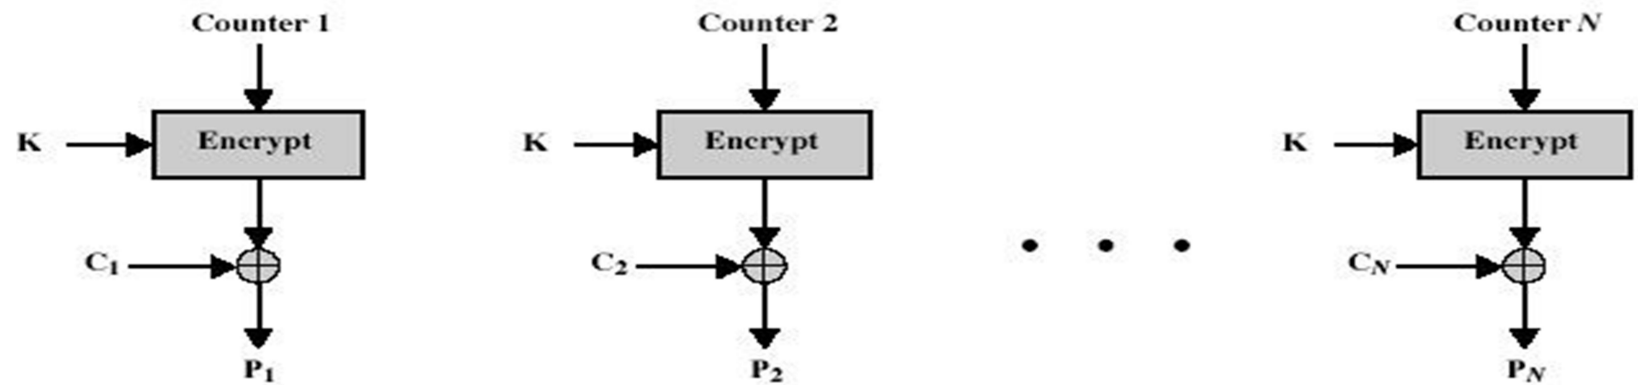 Counter 1 Counter 2 Counter N
K Encrypt K Encrypt K Encrypt
C1 C2 CN
P1 P2 PN